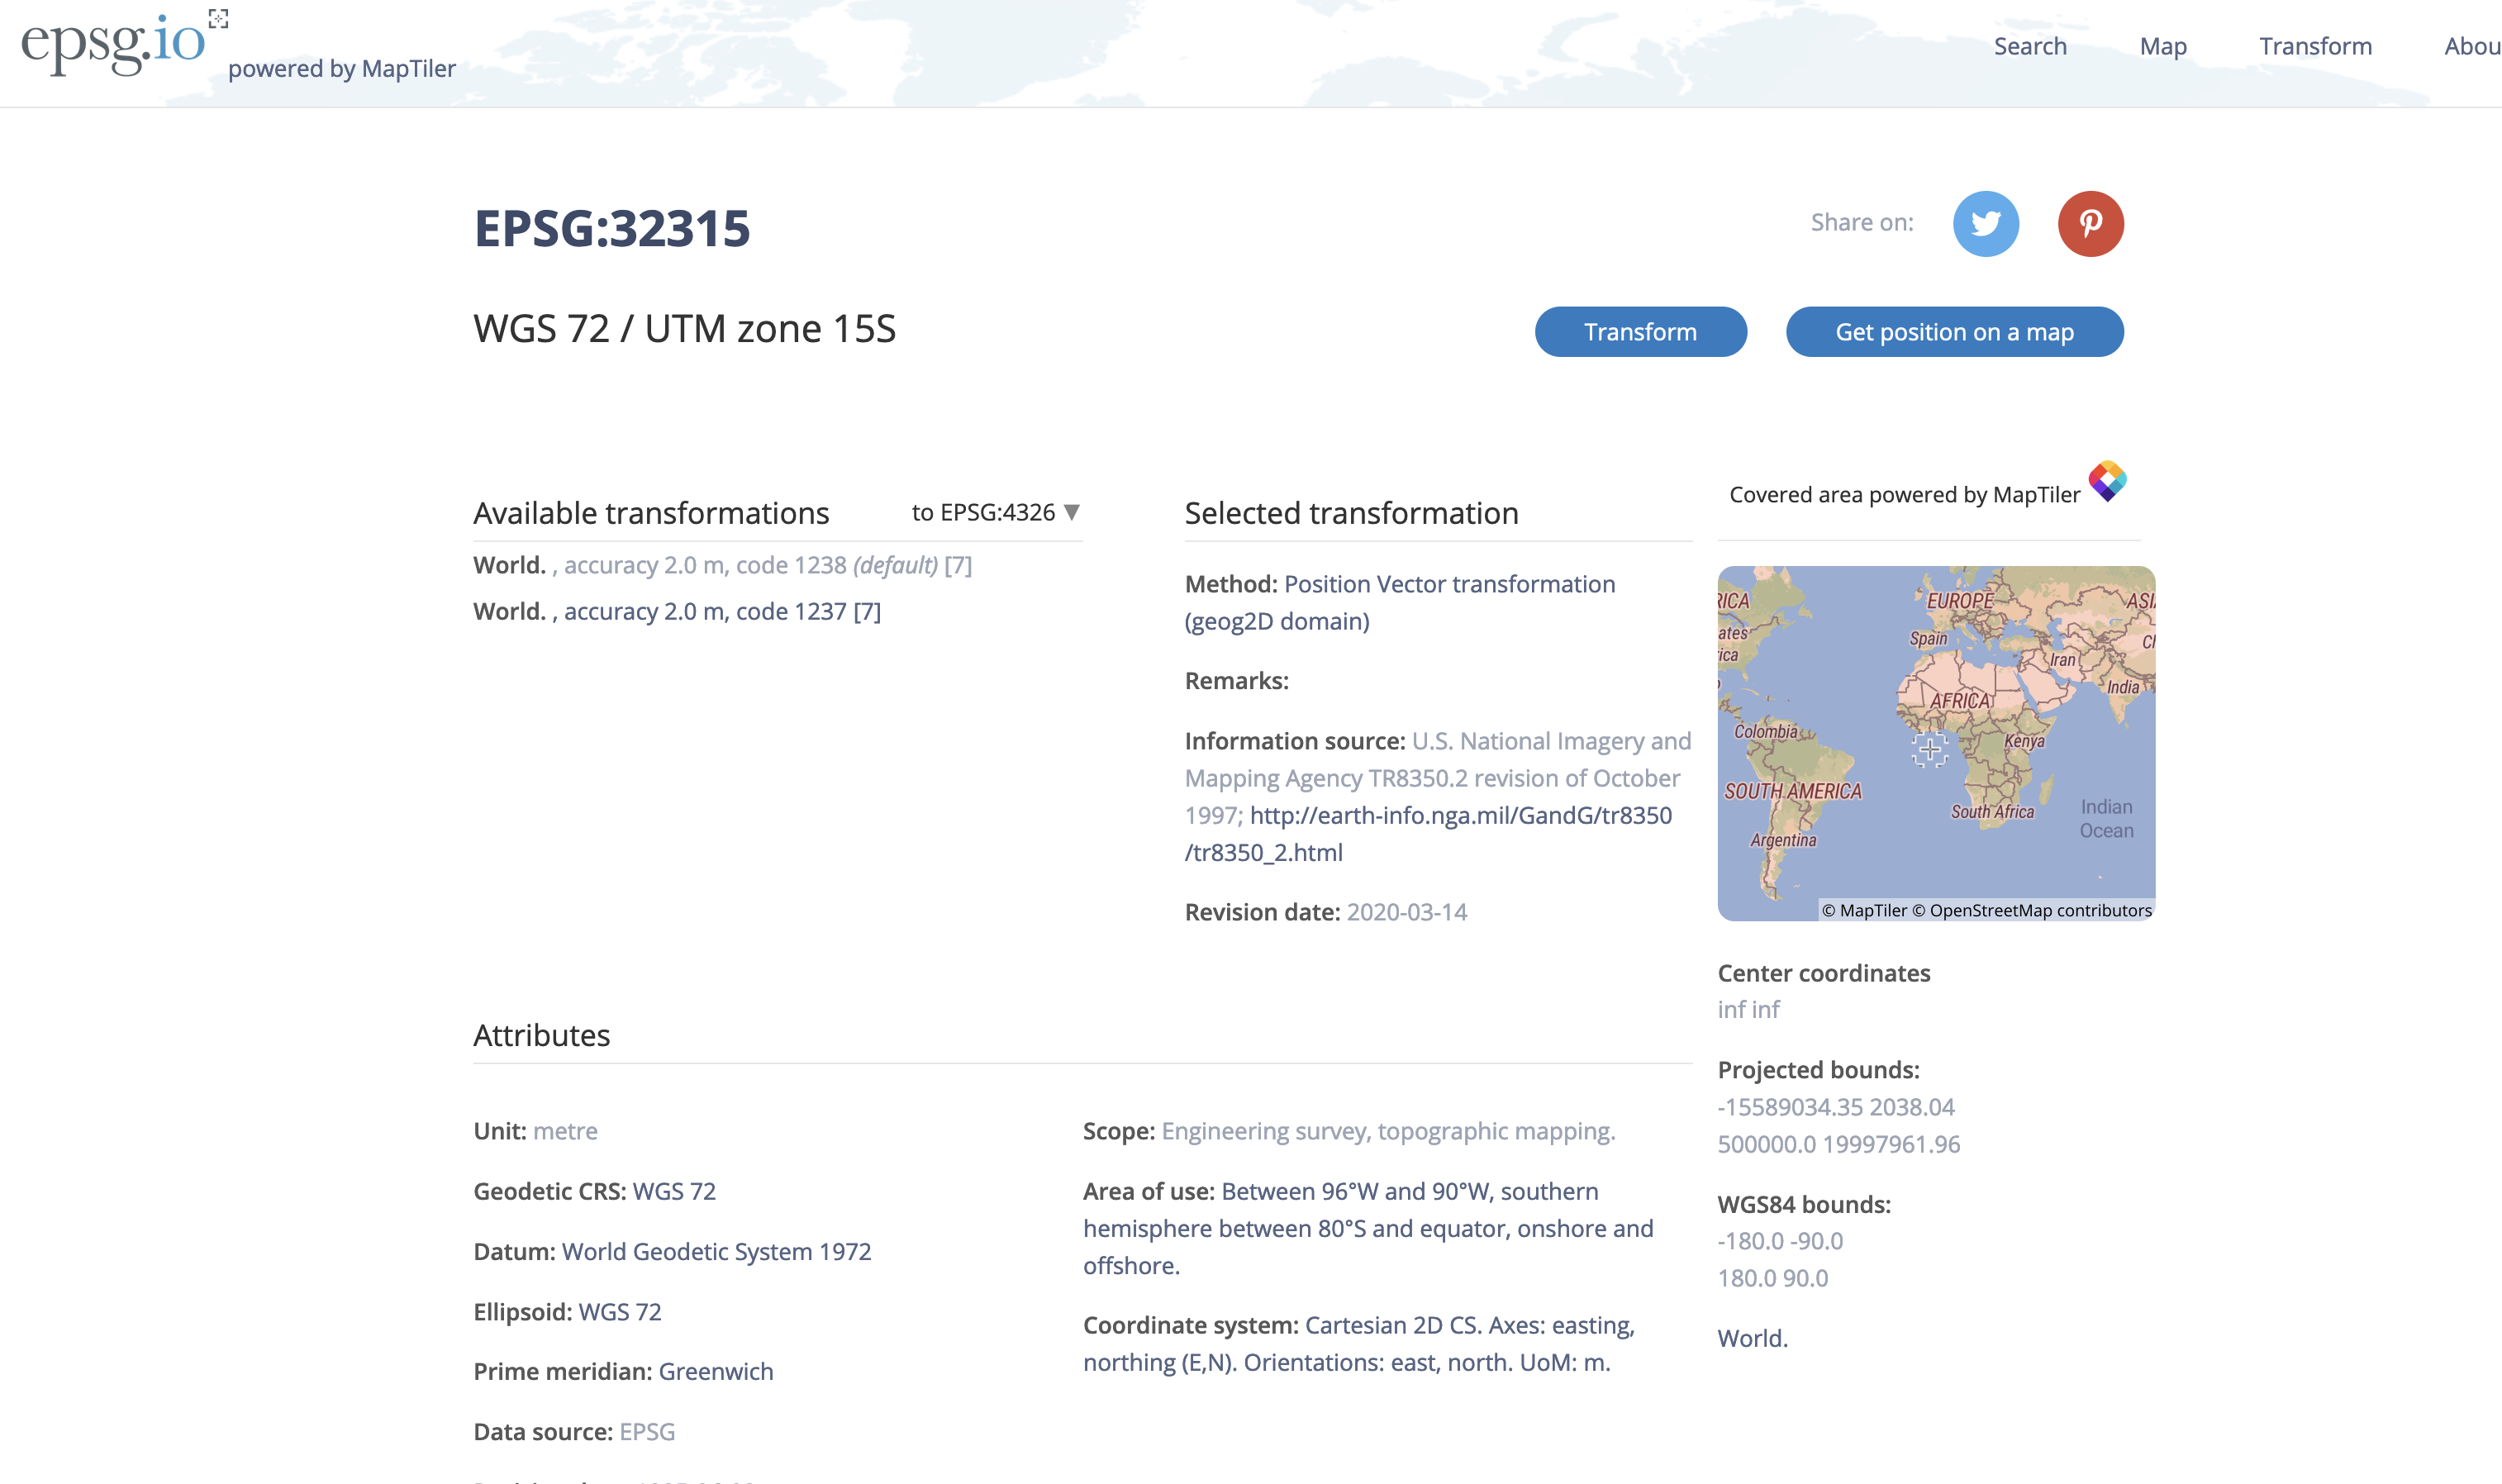 epsg.io
powered by MapTiler
Search Map Transform Abou
EPSG:32315
Share on:
WGS 72 / UTM zone 15S
Transform
Get position on a map
Available transformations
to EPSG:4326 ▼
World. , accuracy 2.0 m, code 1238 (default) [7]
World. , accuracy 2.0 m, code 1237 [7]
Selected transformation
Method: Position Vector transformation
(geog2D domain)
Remarks:
Information source: U.S. National Imagery and
Mapping Agency TR8350.2 revision of October
1997; http://earth-info.nga.mil/GandG/tr8350
/tr8350_2.html
Revision date: 2020-03-14
Covered area powered by MapTiler
RICA
EUROPE
ASI
ates
Spain
ica
Iran
India
AFRICA
Colombia
Kenya
SOUTH AMERICA
South Africa
Indian
Ocean
Argentina
© MapTiler © OpenStreetMap contributors
Center coordinates
inf inf
Projected bounds:
-15589034.35 2038.04
500000.0 19997961.96
WGS84 bounds:
-180.0 -90.0
180.0 90.0
World.
Attributes
Unit: metre
Geodetic CRS: WGS 72
Datum: World Geodetic System 1972
Ellipsoid: WGS 72
Prime meridian: Greenwich
Data source: EPSG
Scope: Engineering survey, topographic mapping.
Area of use: Between 96°W and 90°W, southern
hemisphere between 80°S and equator, onshore and
offshore.
Coordinate system: Cartesian 2D CS. Axes: easting,
northing (E,N). Orientations: east, north. UoM: m.